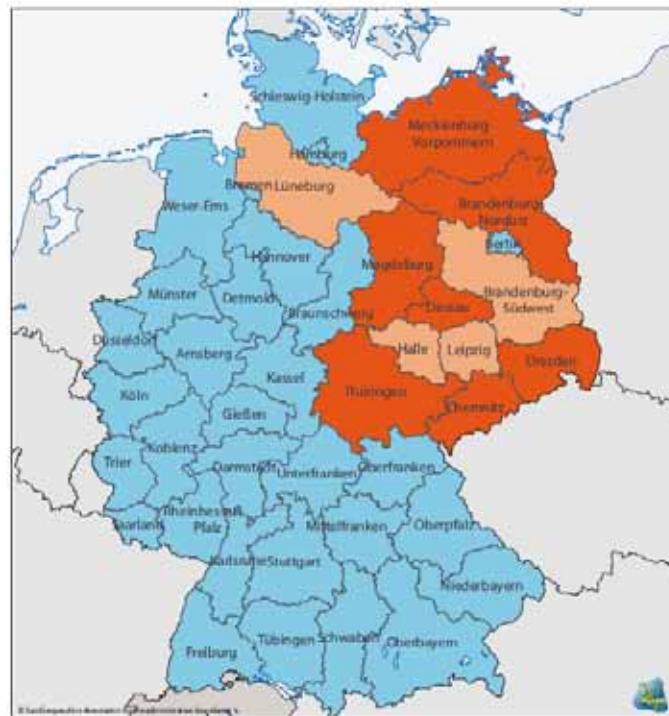 Schleswig-Holstein
Mecklenburg-
Vorpommern
Hamburg
Bremen
Lüneburg
Weser-Ems
Brandenburg-
Nordost
Berlin
Hannover
Magdeburg
Münster
Detmold
Braunschweig
Dessau
Brandenburg-
Südwest
Düsseldorf
Arnsberg
Halle
Leipzig
Dresden
Kassel
Köln
Thüringen
Chemnitz
Gießen
Koblenz
Trier
Darmstadt
Unterfranken
Oberfranken
Saarland
Rheinhessen-
Pfalz
Mittelfranken
Oberpfalz
Karlsruhe
Stuttgart
Niederbayern
Freiburg
Tübingen
Schwaben
Oberbayern